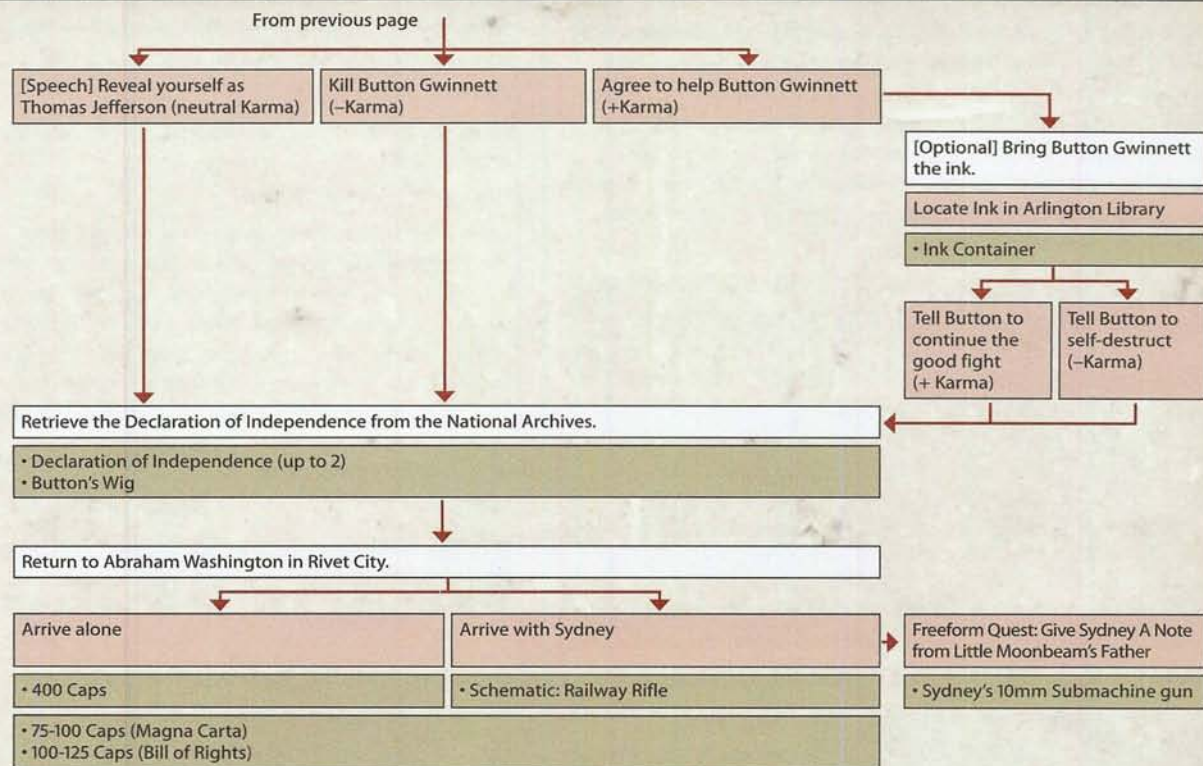 From previous page
[Speech] Reveal yourself as
Thomas Jefferson (neutral Karma)
Kill Button Gwinnett
(–Karma)
Agree to help Button Gwinnett
(+Karma)
[Optional] Bring Button Gwinnett
the ink.
Locate Ink in Arlington Library
• Ink Container
Tell Button to
continue the
good fight
(+ Karma)
Tell Button to
self-destruct
(–Karma)
Retrieve the Declaration of Independence from the National Archives.
• Declaration of Independence (up to 2)
• Button's Wig
Return to Abraham Washington in Rivet City.
Arrive alone
Arrive with Sydney
Freeform Quest: Give Sydney A Note
from Little Moonbeam's Father
• 400 Caps
• Schematic: Railway Rifle
• Sydney's 10mm Submachine gun
• 75-100 Caps (Magna Carta)
• 100-125 Caps (Bill of Rights)